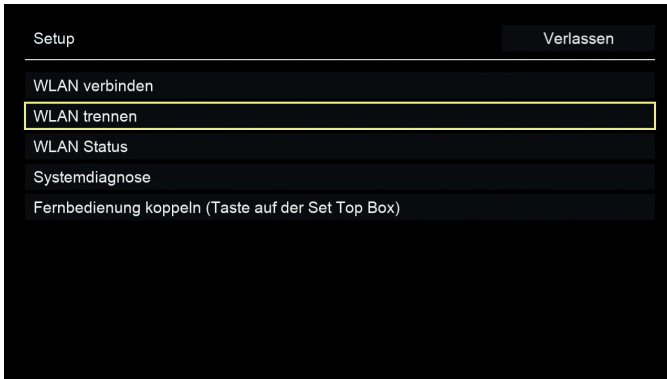 Setup
Verlassen
WLAN verbinden
WLAN trennen
WLAN Status
Systemdiagnose
Fernbedienung koppeln (Taste auf der Set Top Box)